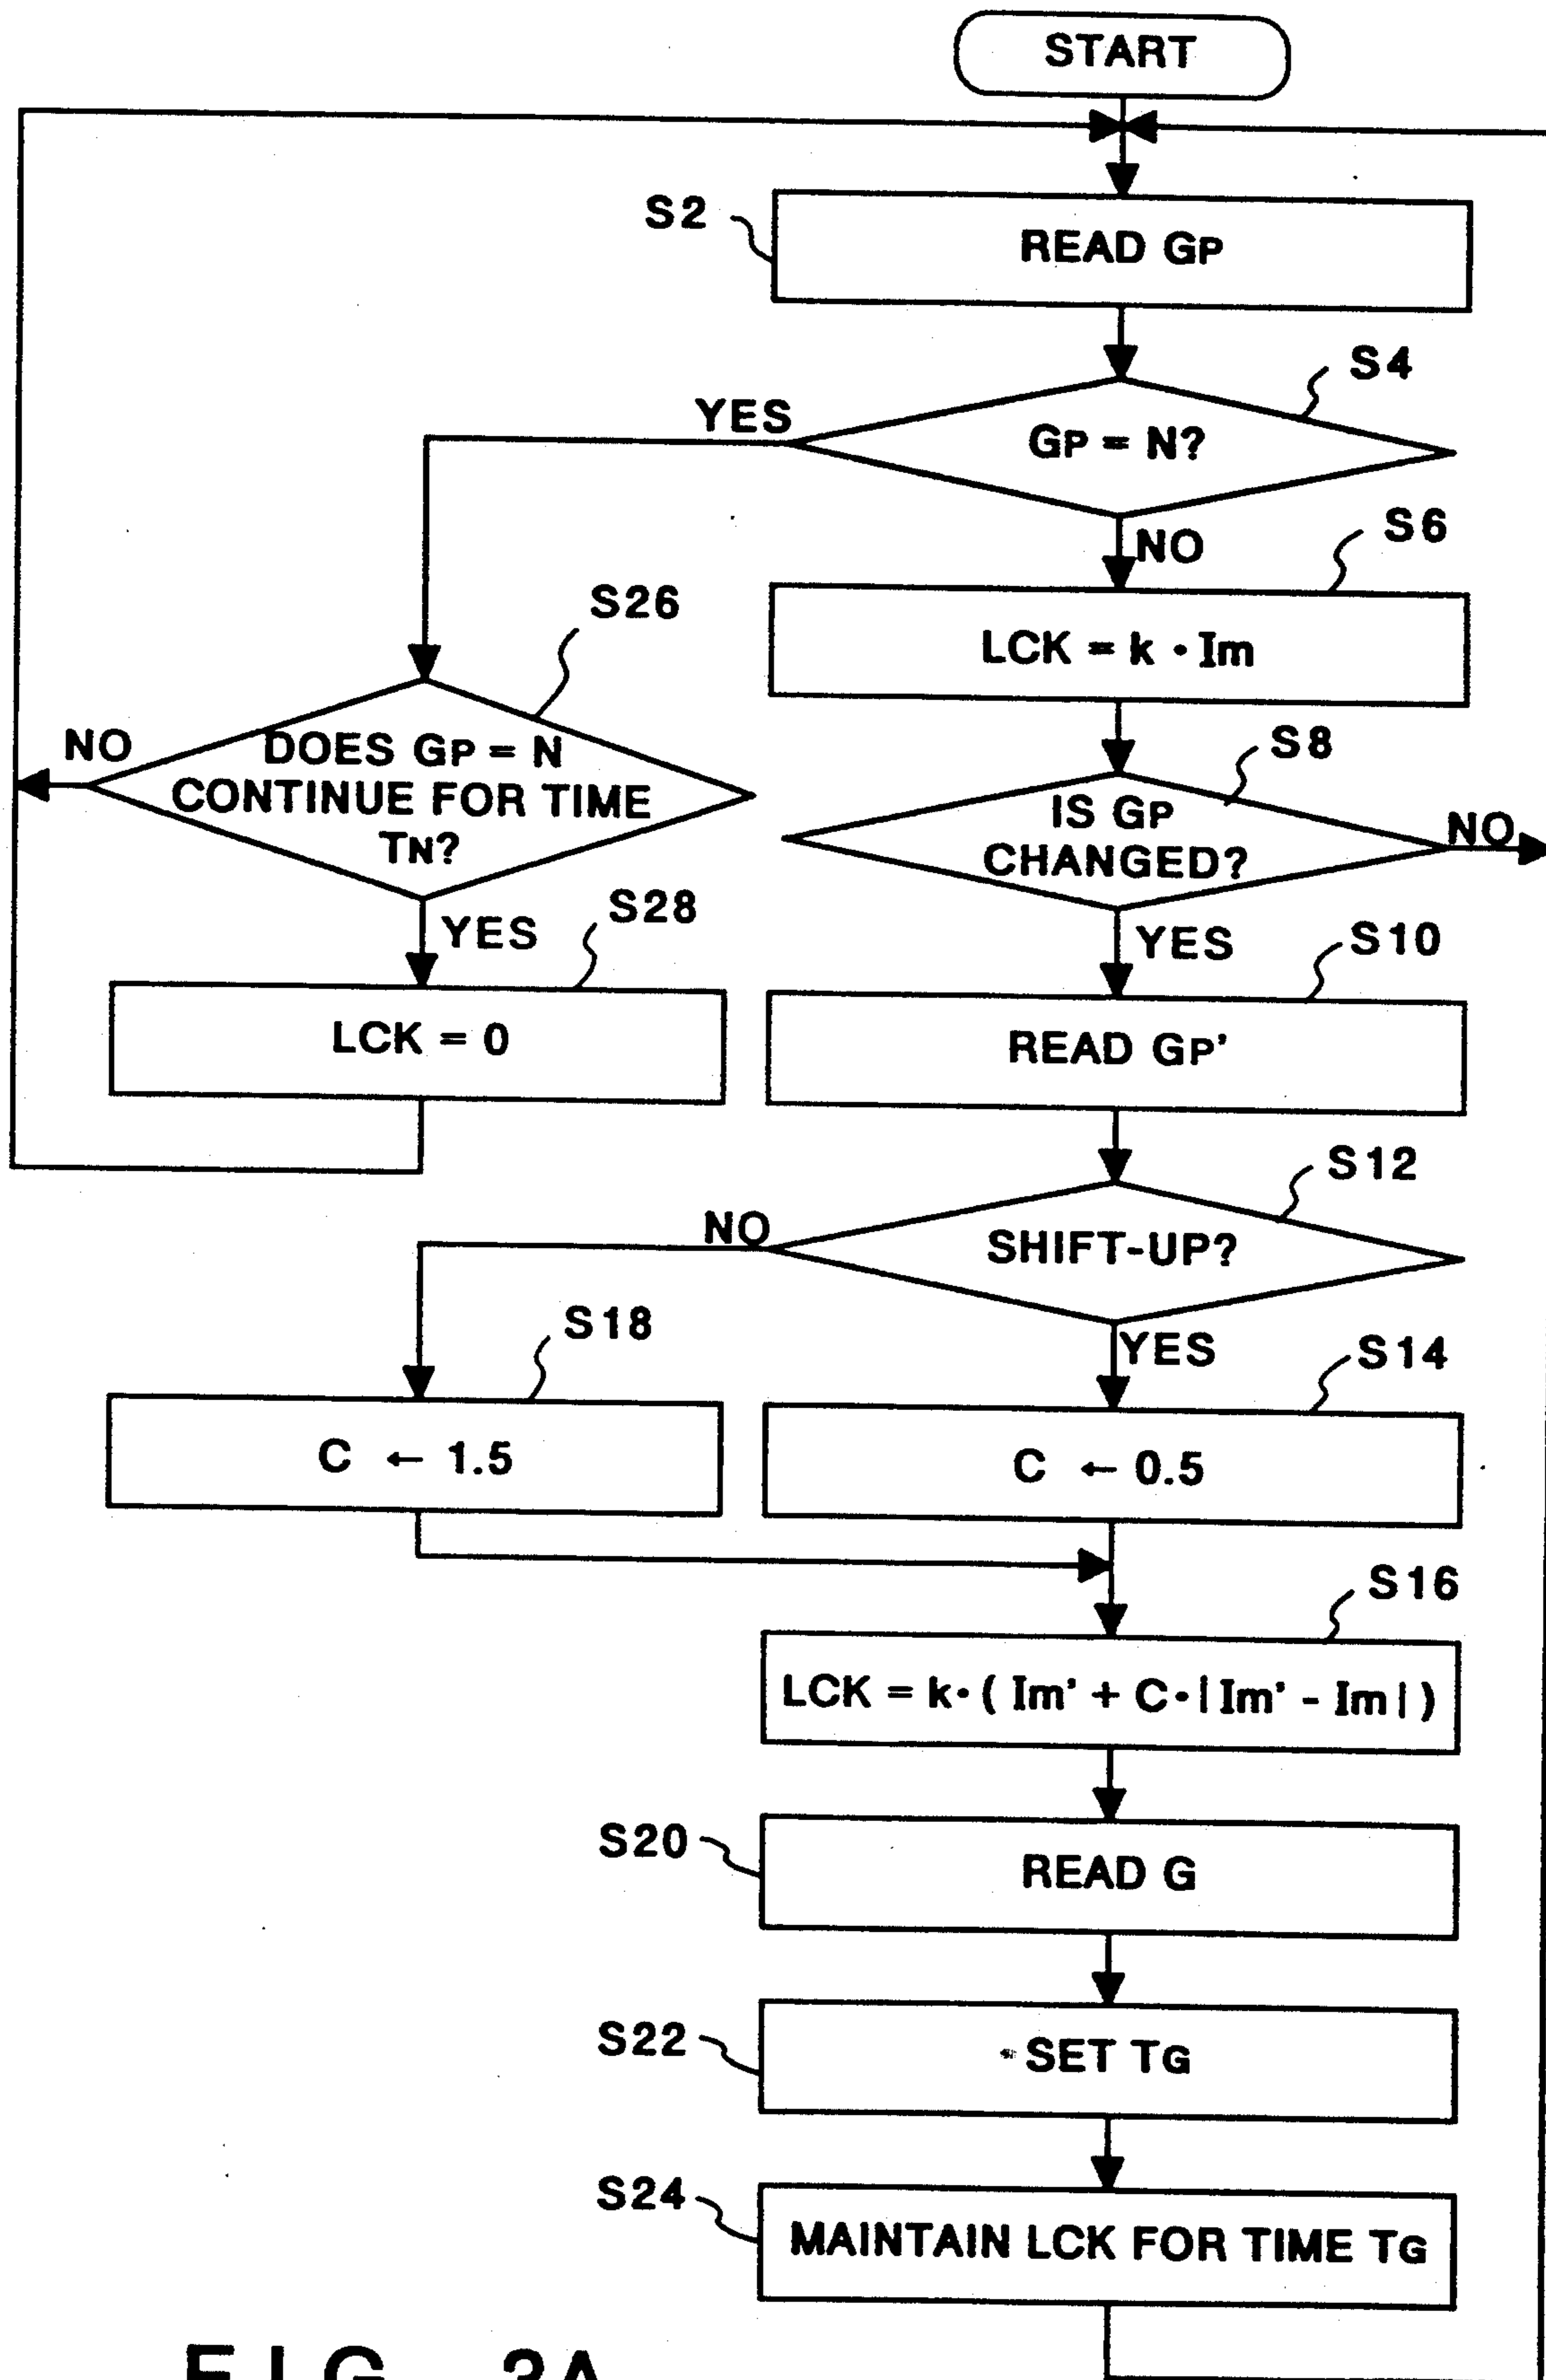 START
S2
READ GP
S4
YES
GP = N?
NO
S6
LCK = k · Im
S26
NO
DOES GP = N
CONTINUE FOR TIME
TN?
S8
IS GP
CHANGED?
NO
YES
S28
LCK = 0
YES
S10
READ GP'
S12
NO
SHIFT-UP?
YES
S18
C ← 1.5
S14
C ← 0.5
S16
LCK = k·( Im' + C·| Im' - Im | )
S20
READ G
S22
SET TG
S24
MAINTAIN LCK FOR TIME TG
FIG. 3A